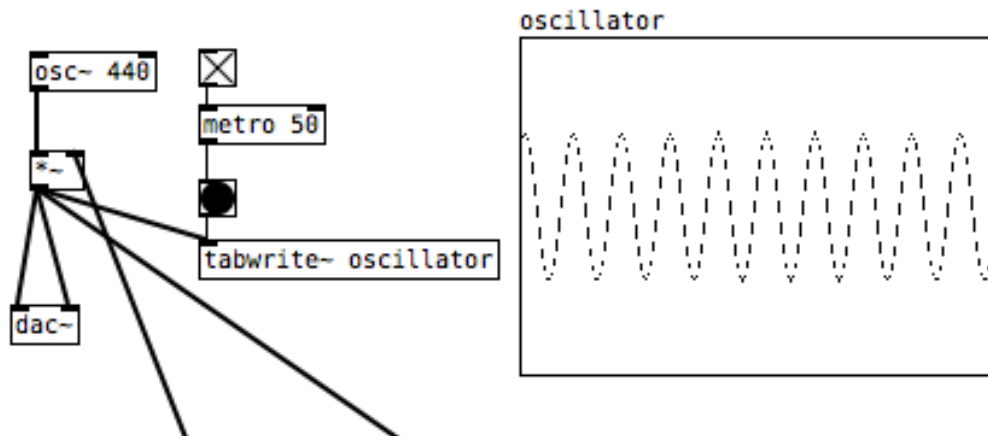 oscillator
osc~ 440
metro 50
*~
tabwrite~ oscillator
dac~